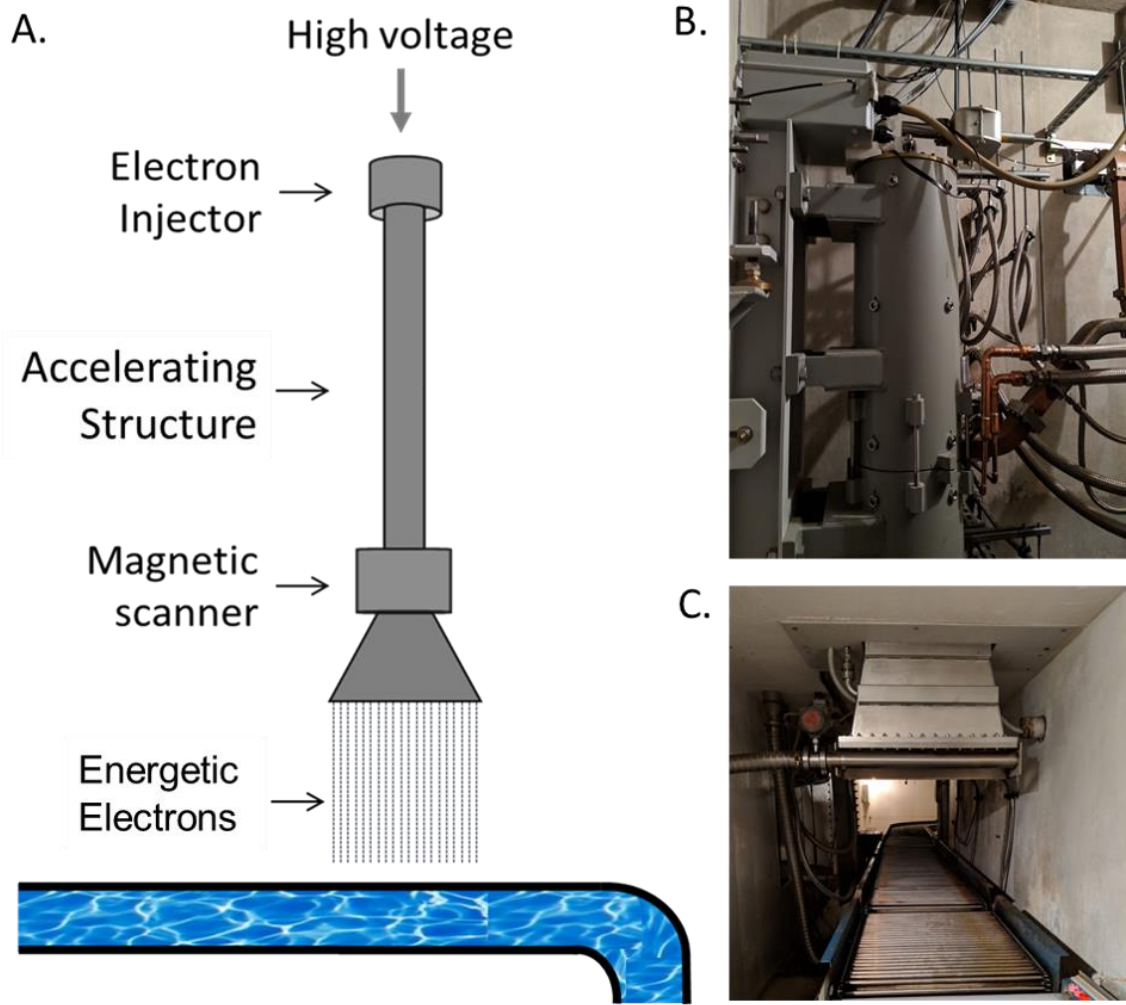 A.
High voltage
Electron
Injector
Accelerating
Structure
Magnetic
scanner
Energetic
Electrons
B.
C.